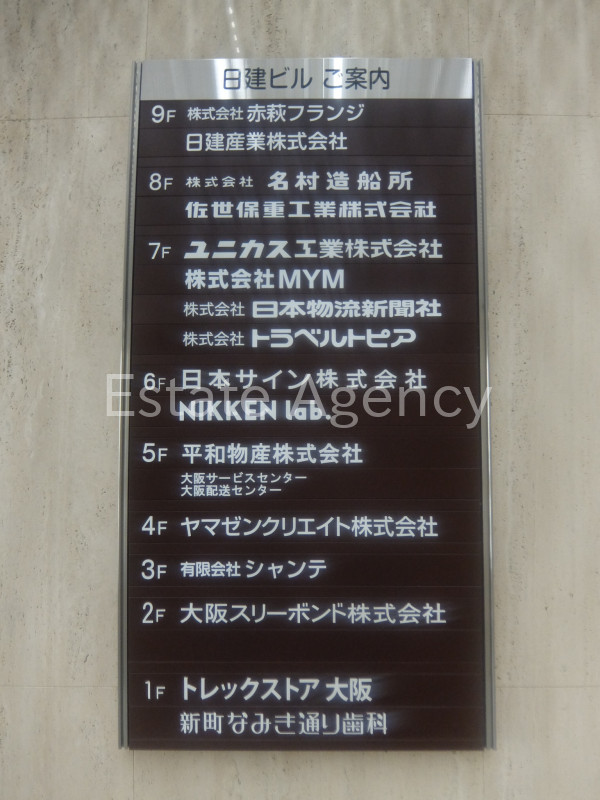 日建ビル ご案内
9F 株式会社 赤萩フランジ
日建産業株式会社
8F 株式会社 名村造船所
佐世保重工業株式会社
7F ユニカス工業株式会社
株式会社MYM
株式会社 日本物流新聞社
株式会社 トラベルトピア
6F 日本サイン株式会社
NIKKEN lab.
Estate Agency
5F 平和物産株式会社
大阪サービスセンター
大阪配送センター
4F ヤマゼンクリエイト株式会社
3F 有限会社 シャンテ
2F 大阪スリーボンド株式会社
1F トレックストア 大阪
新町なみき通り歯科